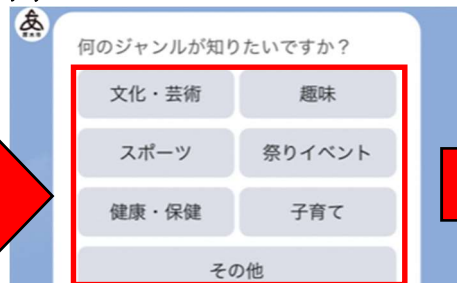 何のジャンルが知りたいですか？
文化・芸術 趣味
スポーツ 祭りイベント
健康・保健 子育て
その他